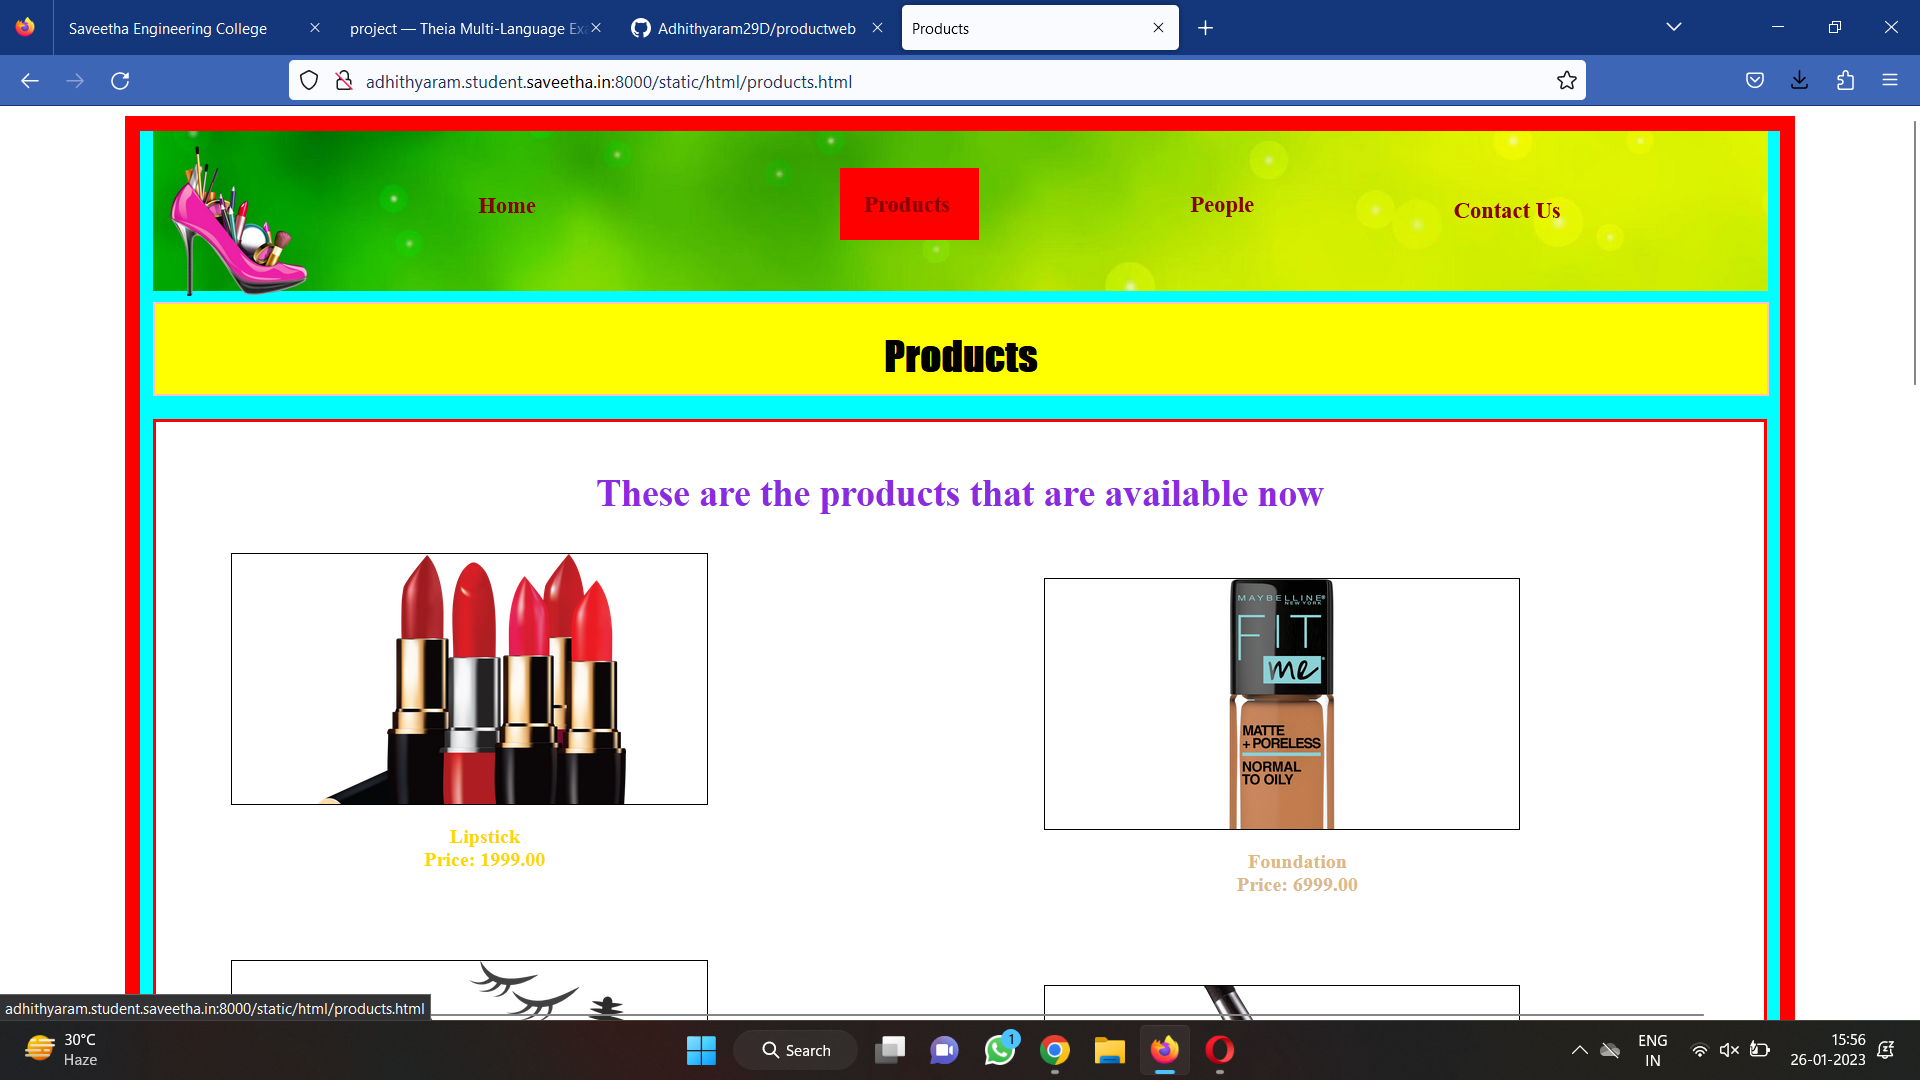 Saveetha Engineering College
project — Theia Multi-Language Ex
Adhithyaram29D/productweb
Products
adhithyaram.student.saveetha.in:8000/static/html/products.html
Home
Products
People
Contact Us
Products
These are the products that are available now
MAYBELLINE®
NEW YORK
FIT
me
MATTE
+ PORELESS
NORMAL
TO OILY
Lipstick
Price: 1999.00
Foundation
Price: 6999.00
adhithyaram.student.saveetha.in:8000/static/html/products.html
30°C
Haze
Search
1
ENG
IN
15:56
26-01-2023